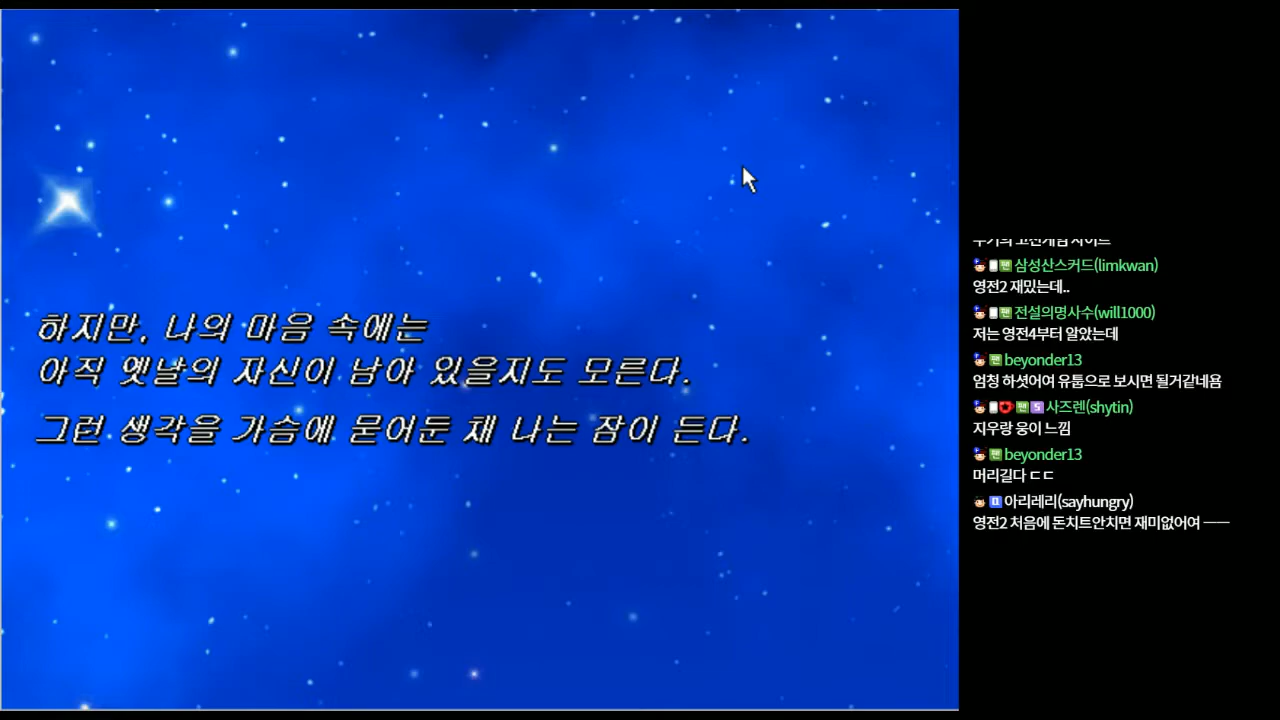 하지만, 나의 마음 속에는
아직 옛날의 자신이 남아 있을지도 모른다.
그런 생각을 가슴에 묻어둔 채 나는 잠이 든다.
삼성산스커드(limkwan)
영전2 재밌는데..
전설의명사수(will1000)
저는 영전4부터 알았는데
beyonder13
엄청 하셧어여 유튭으로 보시면 될거같네욤
사즈렌(shytin)
지우랑 웅이 느낌
beyonder13
머리길다 ㄷㄷ
아리레리(sayhungry)
영전2 처음에 돈치트안치면 재미없어여 ㅡㅡ